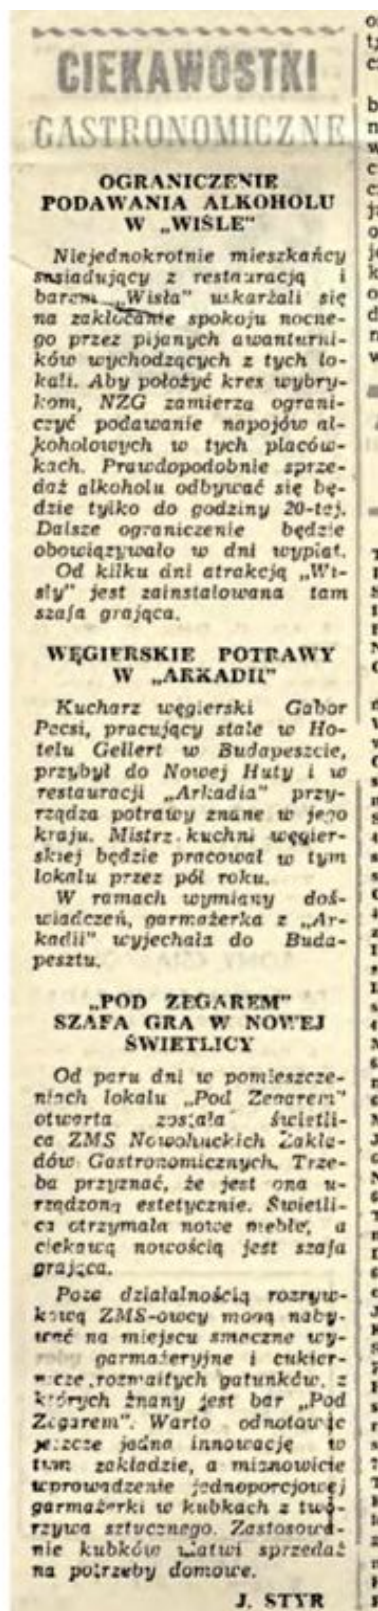 CIEKAWOSTKI
GASTRONOMICZNE
OGRANICZENIE
PODAWANIA ALKOHOLU
W „WIŚLE"
Niejednokrotnie mieszkańcy
sąsiadujący z restauracją i
barem „Wisła" uskarżali się
na zakłócanie spokoju nocne-
go przez pijanych awanturni-
ków wychodzących z tych lo-
kali. Aby położyć kres wybry-
kom, NZG zamierza ograni-
czyć podawanie napojów al-
koholowych w tych placów-
kach. Prawdopodobnie sprze-
daż alkoholu odbywać się bę-
dzie tylko do godziny 20-tej.
Dalsze ograniczenie będzie
obowiązywało w dni wypłat.
Od kilku dni atrakcją „Wi-
sły" jest zainstalowana tam
szafa grająca.
WĘGIERSKIE POTRAWY
W „ARKADII"
Kucharz węgierski Gabor
Pecsi, pracujący stale w Ho-
telu Gellert w Budapeszcie,
przybył do Nowej Huty i w
restauracji „Arkadia" przy-
rządza potrawy znane w jego
kraju. Mistrz kuchni węgier-
skiej będzie pracował w tym
lokalu przez pół roku.
W ramach wymiany doś-
wiadczeń, garmażerka z „Ar-
kadii" wyjechała do Buda-
pesztu.
„POD ZEGAREM"
SZAFA GRA W NOWEJ
ŚWIETLICY
Od paru dni w pomieszcze-
niach lokalu „Pod Zegarem"
otwarta została świetli-
ca ZMS Nowohuckich Zakła-
dów Gastronomicznych. Trze-
ba przyznać, że jest ona u-
rządzona estetycznie. Świetli-
ca otrzymała nowe meble, a
ciekawą nowością jest szafa
grająca.
Poza działalnością rozryw-
kową ZMS-owcy mogą naby-
wać na miejscu smaczne wy-
roby garmażeryjne i cukier-
nicze rozmaitych gatunków, z
których znany jest bar „Pod
Zegarem". Warto odnotować
jeszcze jedną innowację w
tym zakładzie, a mianowicie
wprowadzenie jednoporcjowej
garmażerki w kubkach z two-
rzywa sztucznego. Zastosowa-
nie kubków ułatwi sprzedaż
na potrzeby domowe.
J. STYR